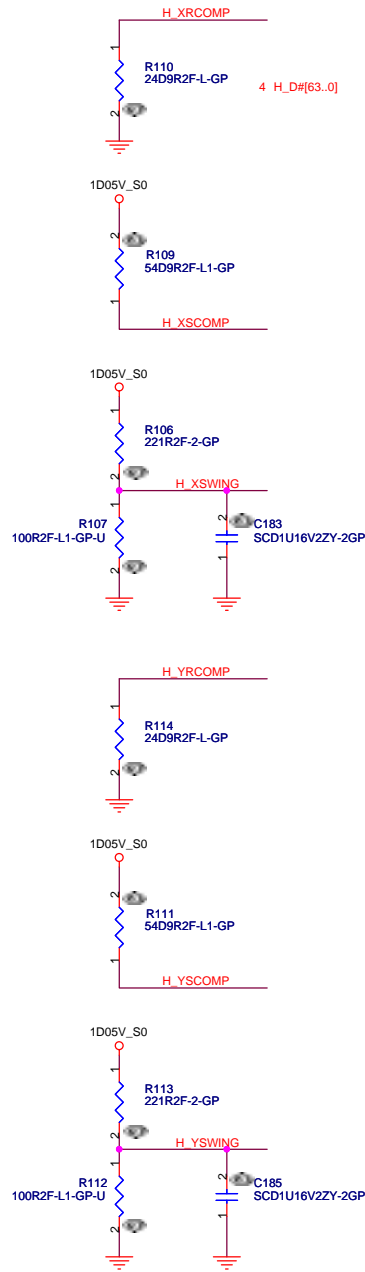 H_XRCOMP
1
R110
24D9R2F-L-GP
2
4 H_D#[63..0]
1D05V_S0
2
R109
54D9R2F-L1-GP
1
H_XSCOMP
1D05V_S0
1
R106
221R2F-2-GP
2
H_XSWING
1
R107
100R2F-L1-GP-U
2
2
C183
SCD1U16V2ZY-2GP
1
H_YRCOMP
1
R114
24D9R2F-L-GP
2
1D05V_S0
2
R111
54D9R2F-L1-GP
1
H_YSCOMP
1D05V_S0
1
R113
221R2F-2-GP
2
H_YSWING
1
R112
100R2F-L1-GP-U
2
2
C185
SCD1U16V2ZY-2GP
1